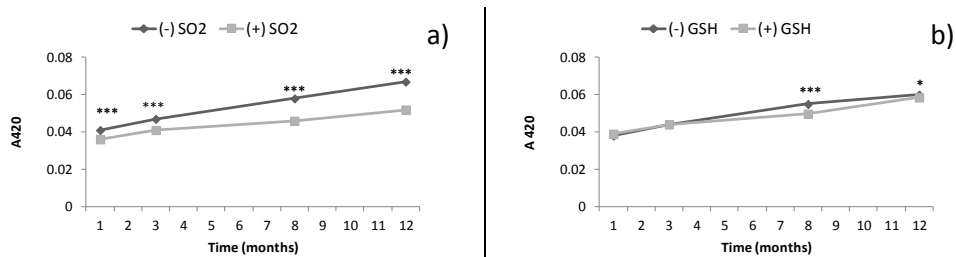 (-) SO2 (+) SO2
a)
0.08
0.06
0.04
0.02
0
A420
***
***
***
***
1 2 3 4 5 6 7 8 9 10 11 12
Time (months)
(-) GSH (+) GSH
b)
0.08
0.06
0.04
0.02
0
A 420
***
*
1 2 3 4 5 6 7 8 9 10 11 12
Time (months)